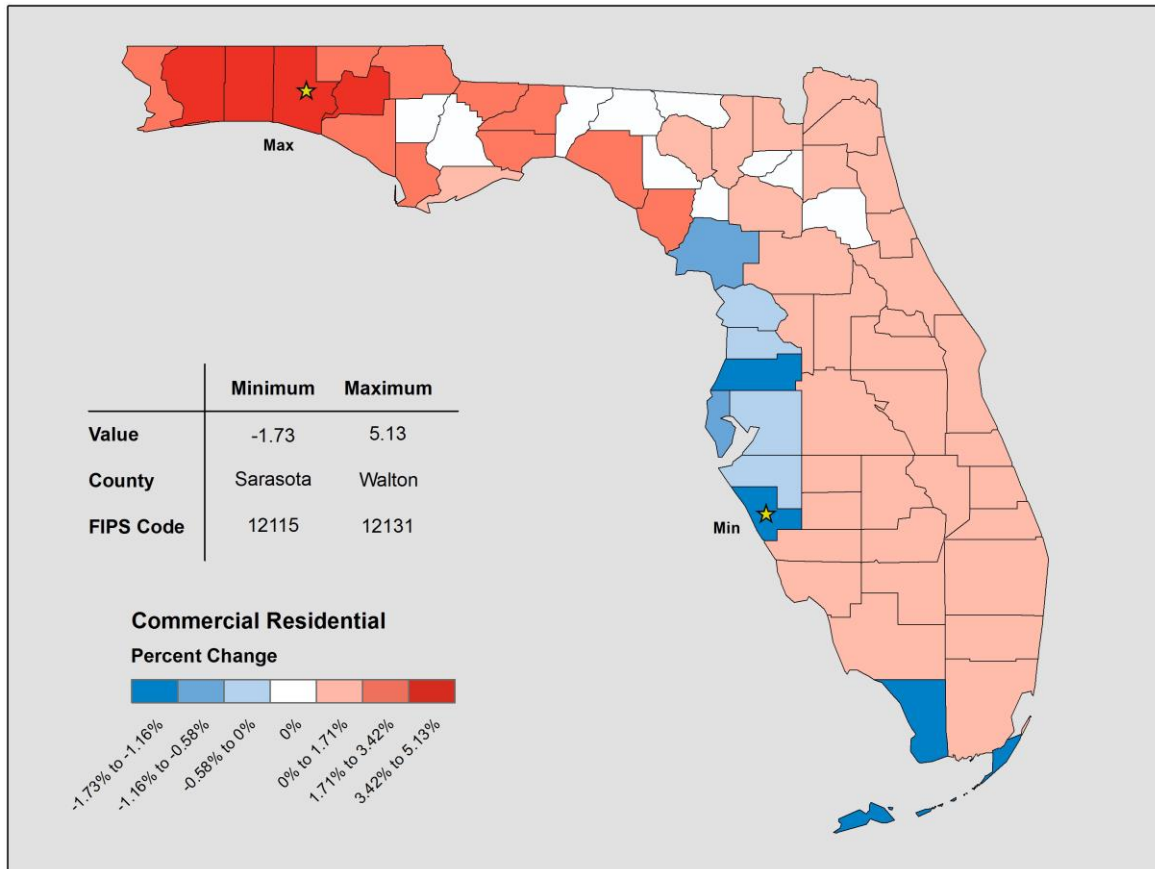 Max
Minimum Maximum
Value -1.73 5.13
County Sarasota Walton
FIPS Code 12115 12131
Min
Commercial Residential
Percent Change
-1.73% to -1.16%
-1.16% to -0.58%
-0.58% to 0%
0%
0% to 1.71%
1.71% to 3.42%
3.42% to 5.13%